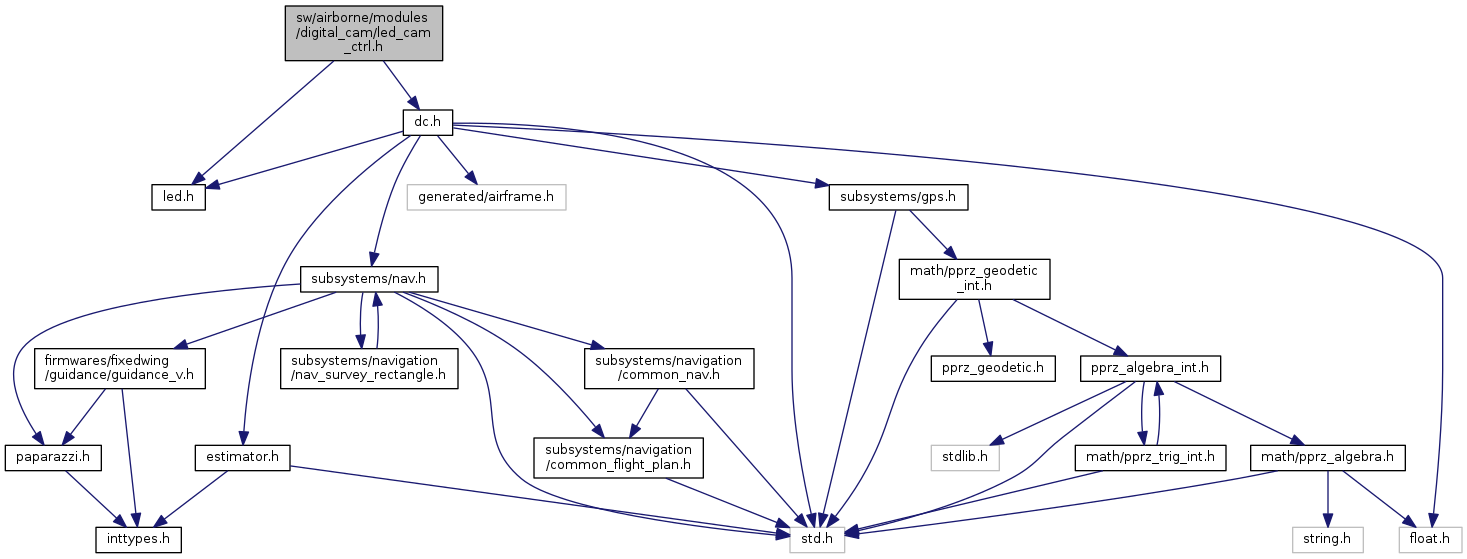 sw/airborne/modules
/digital_cam/led_cam
_ctrl.h
dc.h
led.h
generated/airframe.h
subsystems/gps.h
subsystems/nav.h
math/pprz_geodetic
_int.h
firmwares/fixedwing
/guidance/guidance_v.h
subsystems/navigation
/nav_survey_rectangle.h
subsystems/navigation
/common_nav.h
pprz_geodetic.h
pprz_algebra_int.h
paparazzi.h
estimator.h
subsystems/navigation
/common_flight_plan.h
stdlib.h
math/pprz_trig_int.h
math/pprz_algebra.h
inttypes.h
std.h
string.h
float.h